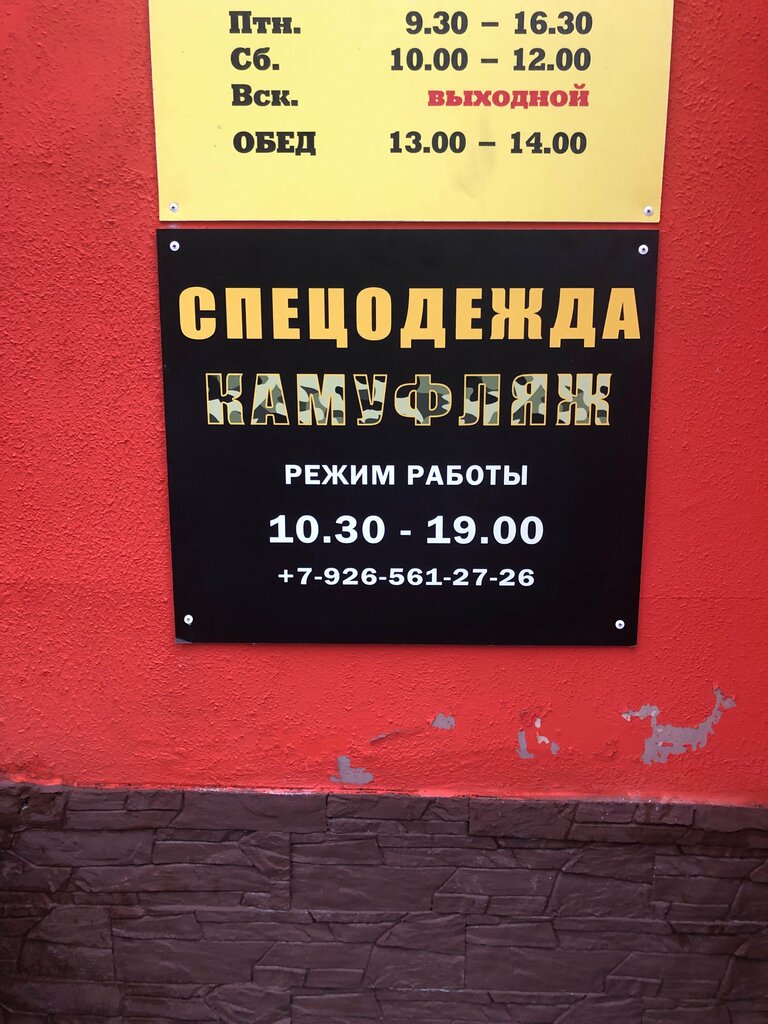 Птн. 9.30 – 16.30
Сб. 10.00 – 12.00
Вск. выходной
ОБЕД 13.00 – 14.00
СПЕЦОДЕЖДА
КАМУФЛЯЖ
РЕЖИМ РАБОТЫ
10.30 - 19.00
+7-926-561-27-26